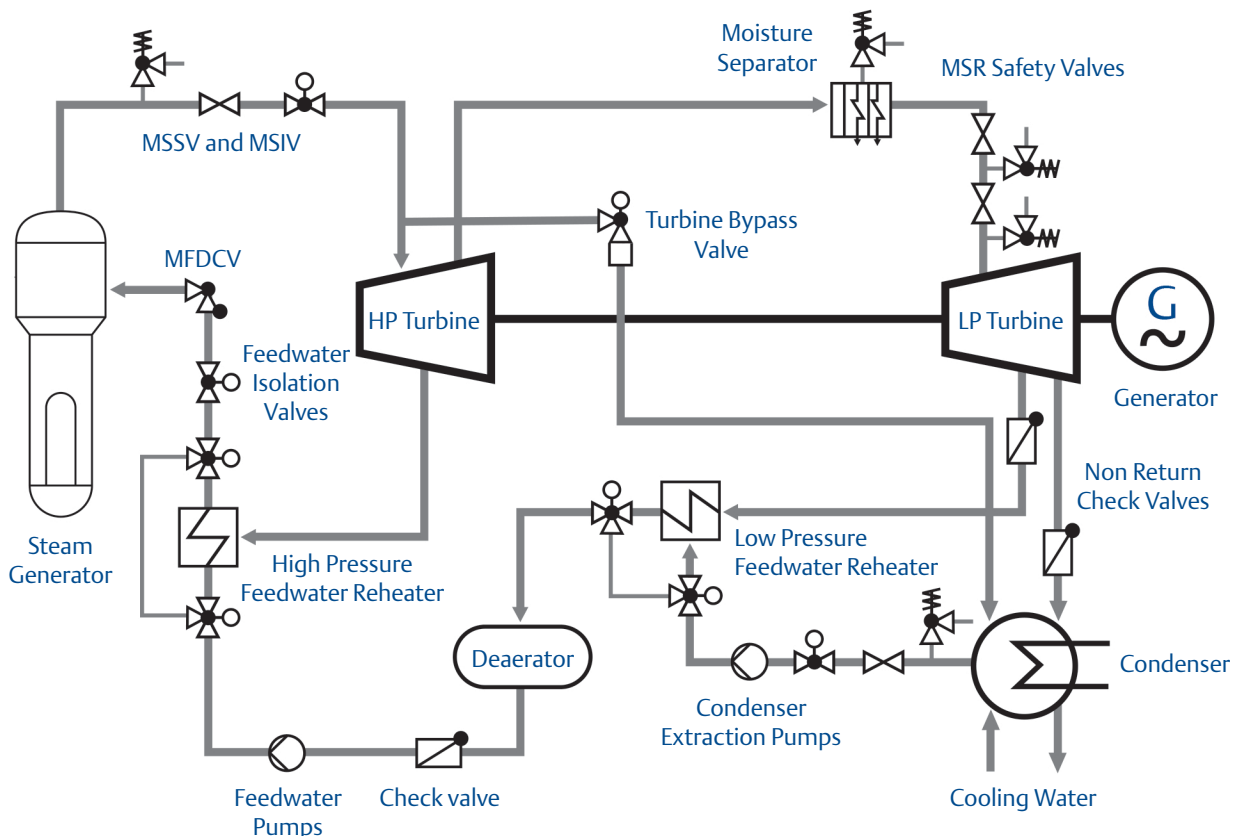 Moisture
Separator
MSR Safety Valves
MSSV and MSIV
Turbine Bypass
Valve
MFDCV
HP Turbine
LP Turbine
G
Feedwater
Isolation
Valves
Generator
Non Return
Check Valves
Steam
Generator
High Pressure
Feedwater Reheater
Low Pressure
Feedwater Reheater
Deaerator
Condenser
Condenser
Extraction Pumps
Feedwater
Pumps
Check valve
Cooling Water